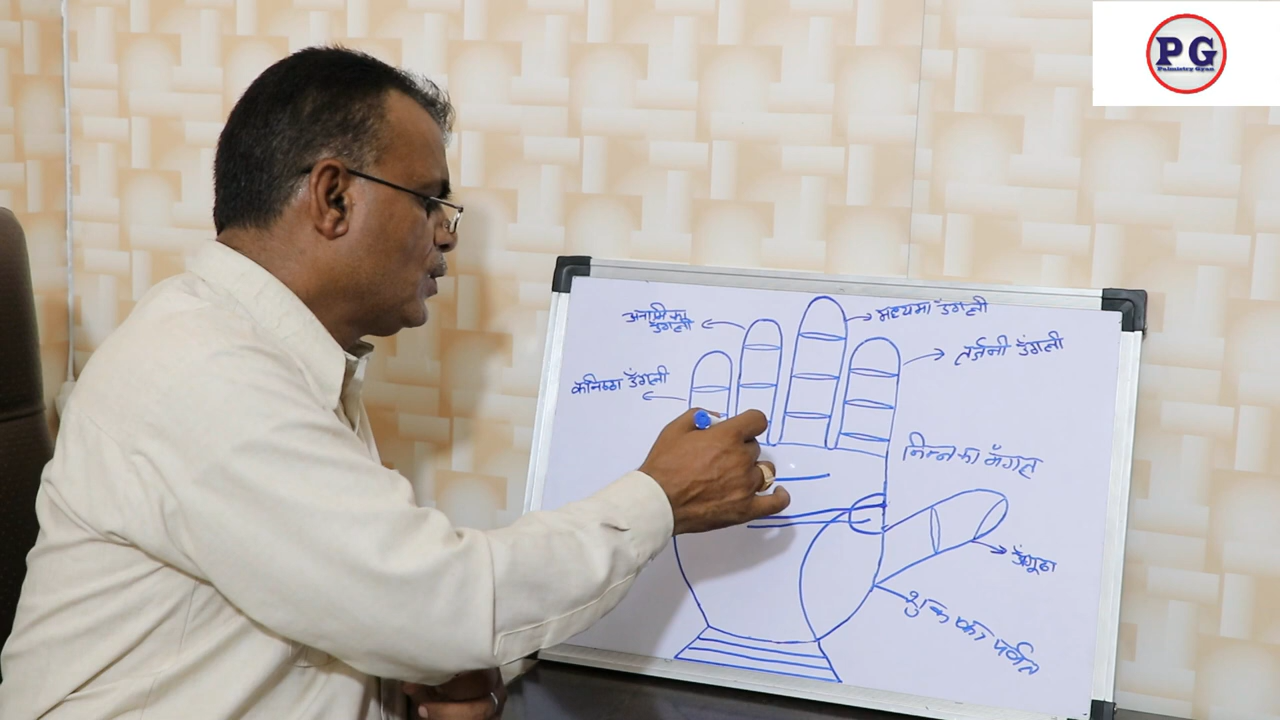 PG
Palmistry Gyan
अनामिका
उँगली
मध्यमा उँगली
तर्जनी उँगली
कनिष्ठा उँगली
निम्न का मँगल
अँगूठा
शुक्र का पर्वत